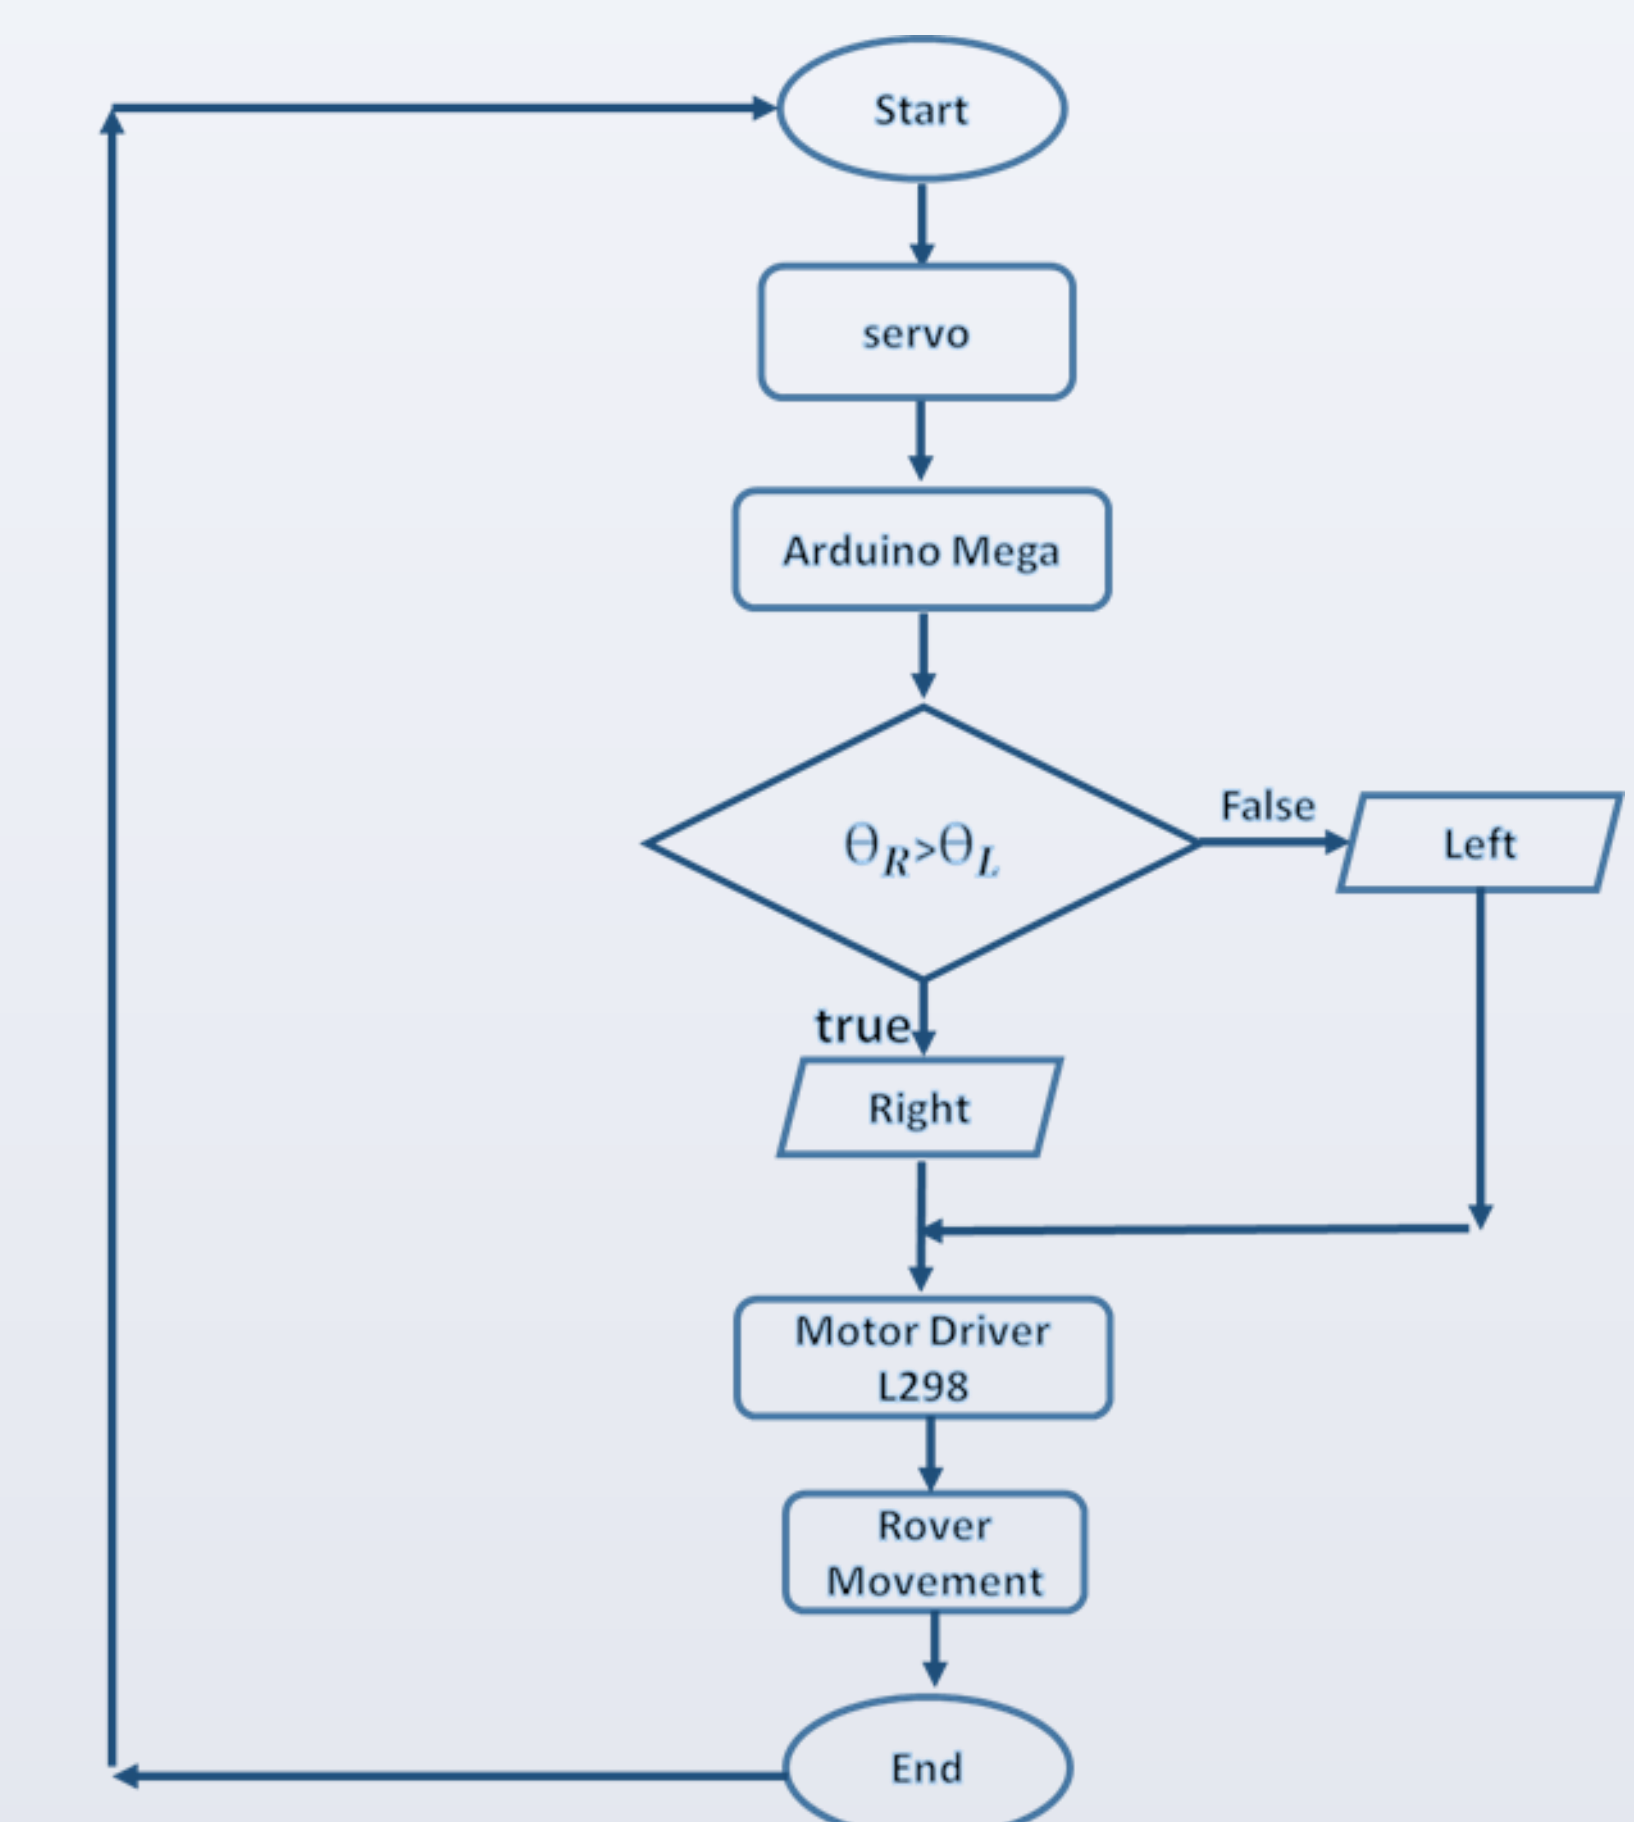 Start
servo
Arduino Mega
θR>θL
False
Left
true
Right
Motor Driver
L298
Rover
Movement
End